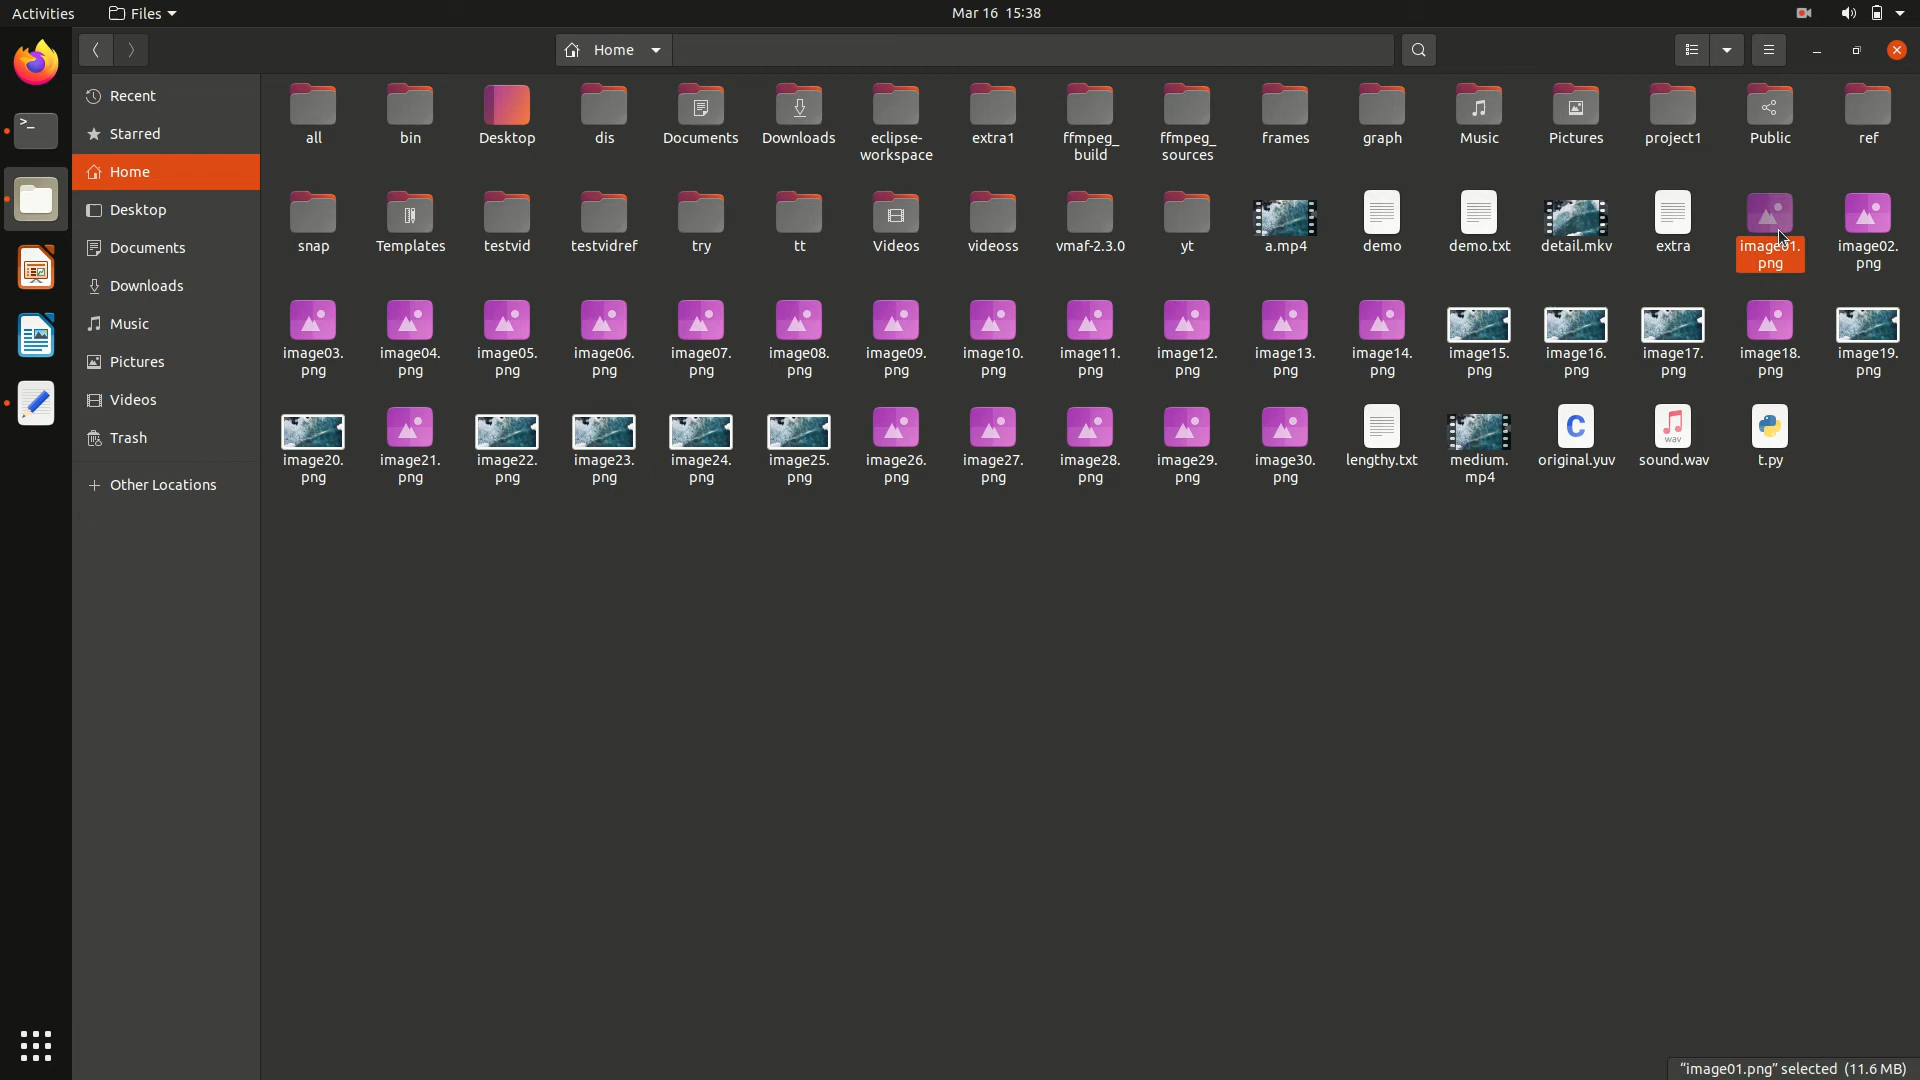 Activities Files Mar 16 15:38
Home
Recent
Starred
Home
Desktop
Documents
Downloads
Music
Pictures
Videos
Trash
Other Locations
all bin Desktop dis Documents Downloads eclipse- extra1 ffmpeg_ ffmpeg_ frames graph Music Pictures project1 Public ref
workspace build sources
snap Templates testvid testvidref try tt Videos videoss vmaf-2.3.0 yt a.mp4 demo demo.txt detail.mkv extra image01. image02.
png png
image03. image04. image05. image06. image07. image08. image09. image10. image11. image12. image13. image14. image15. image16. image17. image18. image19.
png png png png png png png png png png png png png png png png png
image20. image21. image22. image23. image24. image25. image26. image27. image28. image29. image30. lengthy.txt medium. original.yuv sound.wav t.py
png png png png png png png png png png png mp4
C
wav
"image01.png" selected (11.6 MB)